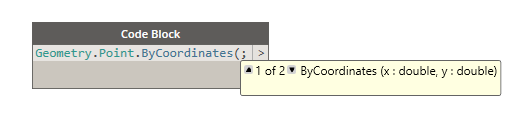 Code Block
Geometry.Point.ByCoordinates(; >
1 of 2 ByCoordinates (x : double, y : double)